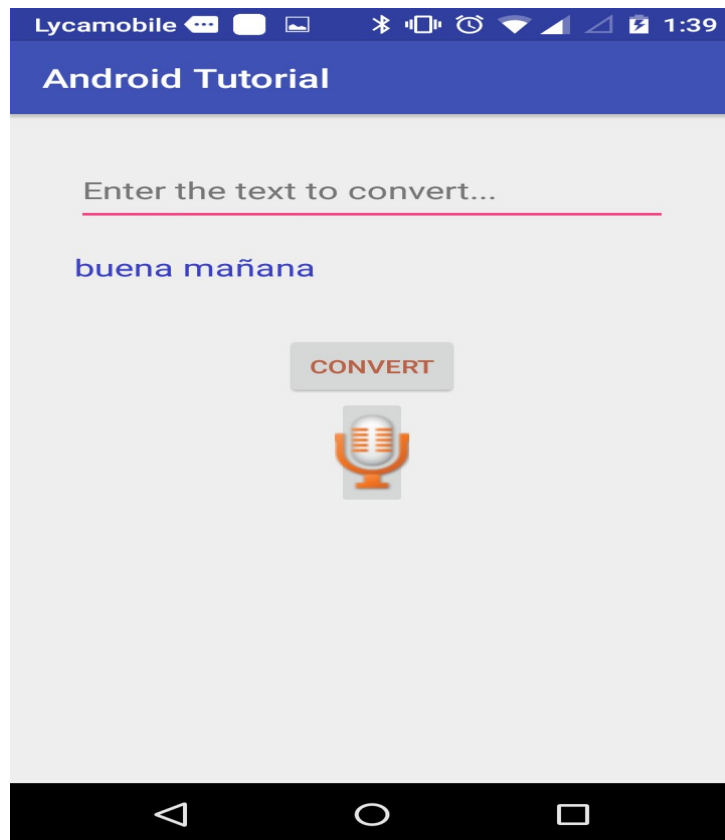 Lycamobile 1:39
Android Tutorial
Enter the text to convert...
buena mañana
CONVERT